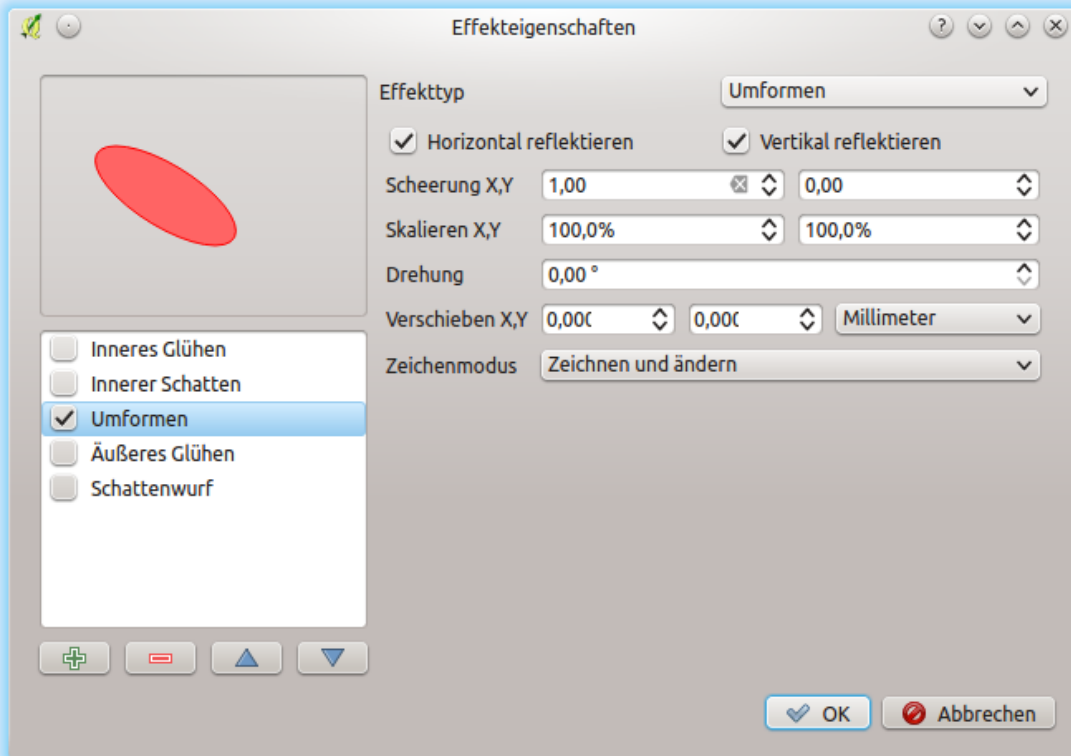 Effekteigenschaften
Effekttyp Umformen
Horizontal reflektieren Vertikal reflektieren
Scheerung X,Y 1,00 0,00
Skalieren X,Y 100,0% 100,0%
Drehung 0,00 °
Verschieben X,Y 0,000 0,000 Millimeter
Zeichenmodus Zeichnen und ändern
Inneres Glühen
Innerer Schatten
Umformen
Äußeres Glühen
Schattenwurf
OK Abbrechen